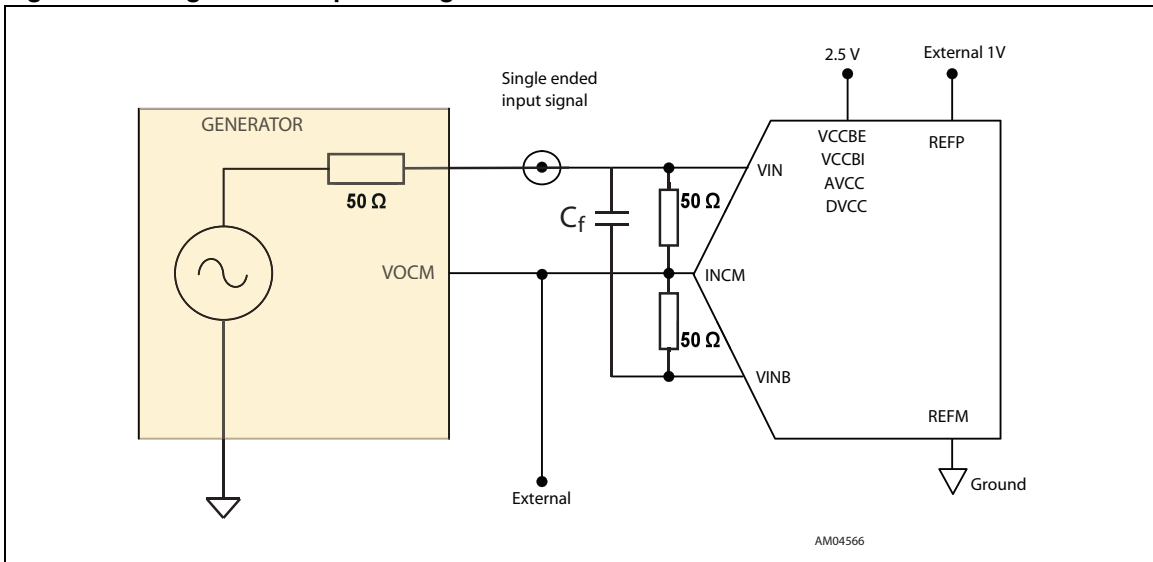 GENERATOR
50 Ω
VOCM
Single ended
input signal
External
Cf
50 Ω
50 Ω
2.5 V
External 1V
VCCBE
VCCBI
AVCC
DVCC
REFP
VIN
INCM
VINB
REFM
Ground
AM04566